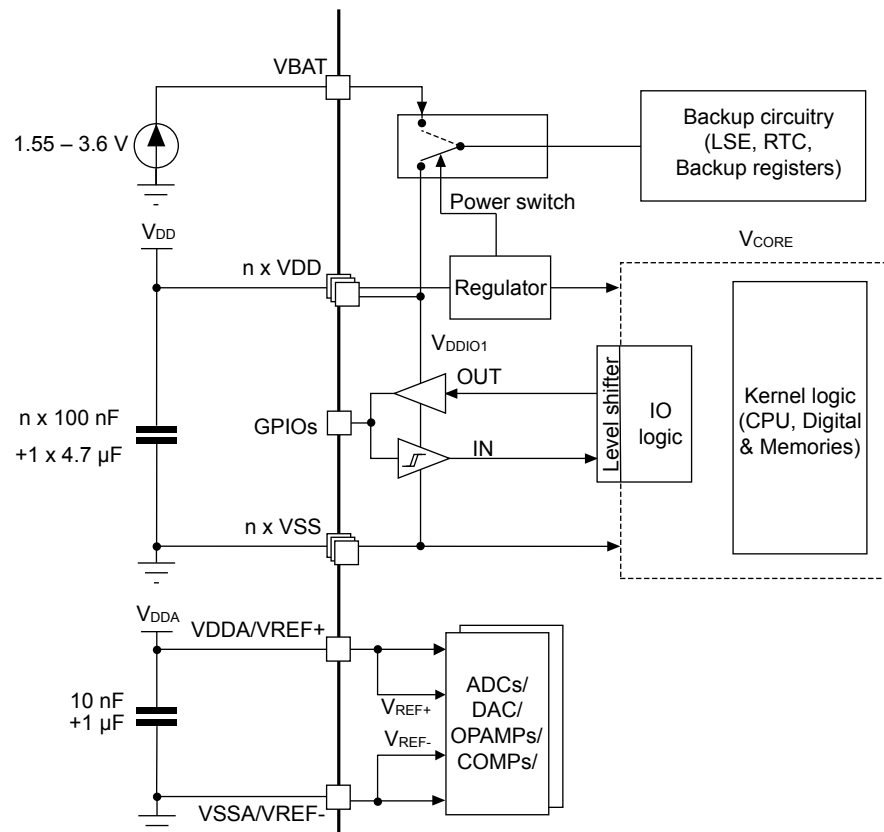 VBAT
1.55 – 3.6 V
Backup circuitry
(LSE, RTC,
Backup registers)
Power switch
VDD
n x VDD
Regulator
VCORE
VDDIO1
OUT
Level shifter
IO
logic
Kernel logic
(CPU, Digital
& Memories)
n x 100 nF
+1 x 4.7 µF
GPIOs
IN
n x VSS
VDDA
VDDA/VREF+
10 nF
+1 µF
VREF+
VREF-
ADCs/
DAC/
OPAMPs/
COMPs/
VSSA/VREF-